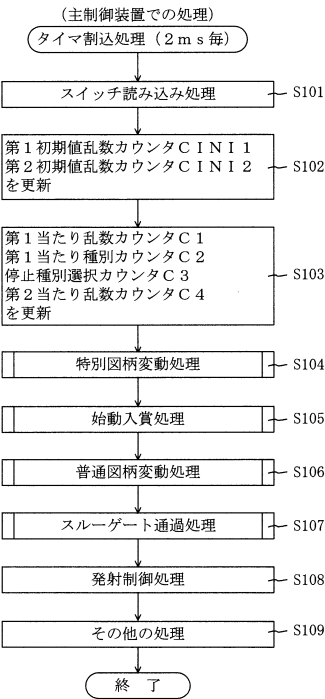 (主制御装置での処理)
タイマ割込処理(2ms毎)
スイッチ読み込み処理
S101
第1初期値乱数カウンタCINI1
第2初期値乱数カウンタCINI2
を更新
S102
第1当たり乱数カウンタC1
第1当たり種別カウンタC2
停止種別選択カウンタC3
第2当たり乱数カウンタC4
を更新
S103
特別図柄変動処理
S104
始動入賞処理
S105
普通図柄変動処理
S106
スルーゲート通過処理
S107
発射制御処理
S108
その他の処理
S109
終 了